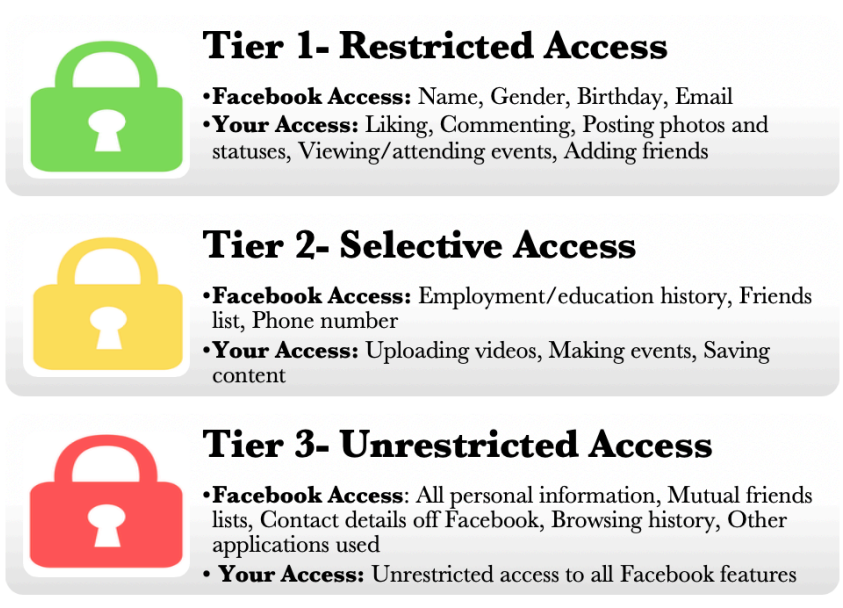 Tier 1- Restricted Access
•Facebook Access: Name, Gender, Birthday, Email
•Your Access: Liking, Commenting, Posting photos and
statuses, Viewing/attending events, Adding friends
Tier 2- Selective Access
•Facebook Access: Employment/education history, Friends
list, Phone number
•Your Access: Uploading videos, Making events, Saving
content
Tier 3- Unrestricted Access
•Facebook Access: All personal information, Mutual friends
lists, Contact details off Facebook, Browsing history, Other
applications used
• Your Access: Unrestricted access to all Facebook features